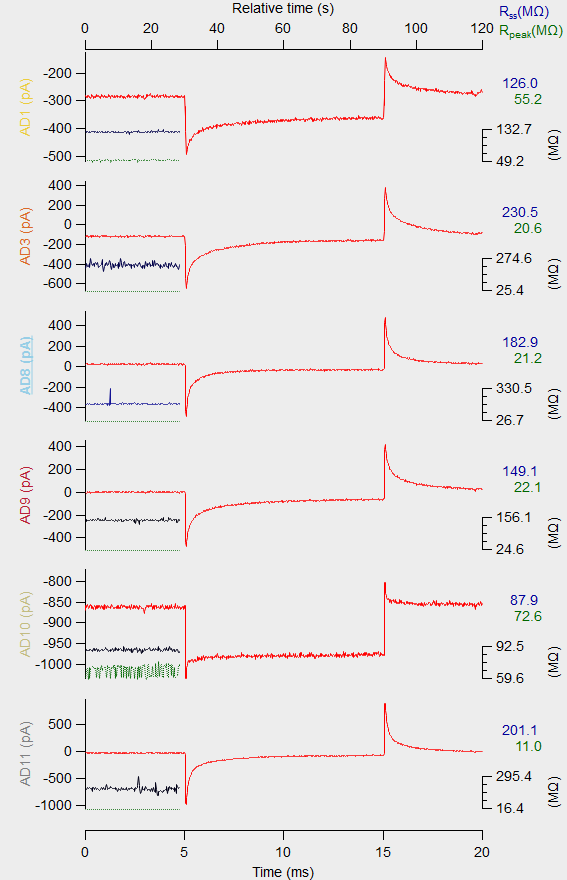 Relative time (s)
Rss(MΩ)
0 20 40 60 80 100 120
Rpeak(MΩ)
AD1 (pA)
-200
-300
-400
-500
126.0
55.2
132.7
49.2
(MΩ)
AD3 (pA)
400
200
0
-200
-400
-600
230.5
20.6
274.6
25.4
(MΩ)
AD8 (pA)
400
200
0
-200
-400
182.9
21.2
330.5
26.7
(MΩ)
AD9 (pA)
400
200
0
-200
-400
149.1
22.1
156.1
24.6
(MΩ)
AD10 (pA)
-800
-850
-900
-950
-1000
87.9
72.6
92.5
59.6
(MΩ)
AD11 (pA)
500
0
-500
-1000
201.1
11.0
295.4
16.4
(MΩ)
0 5 10 15 20
Time (ms)